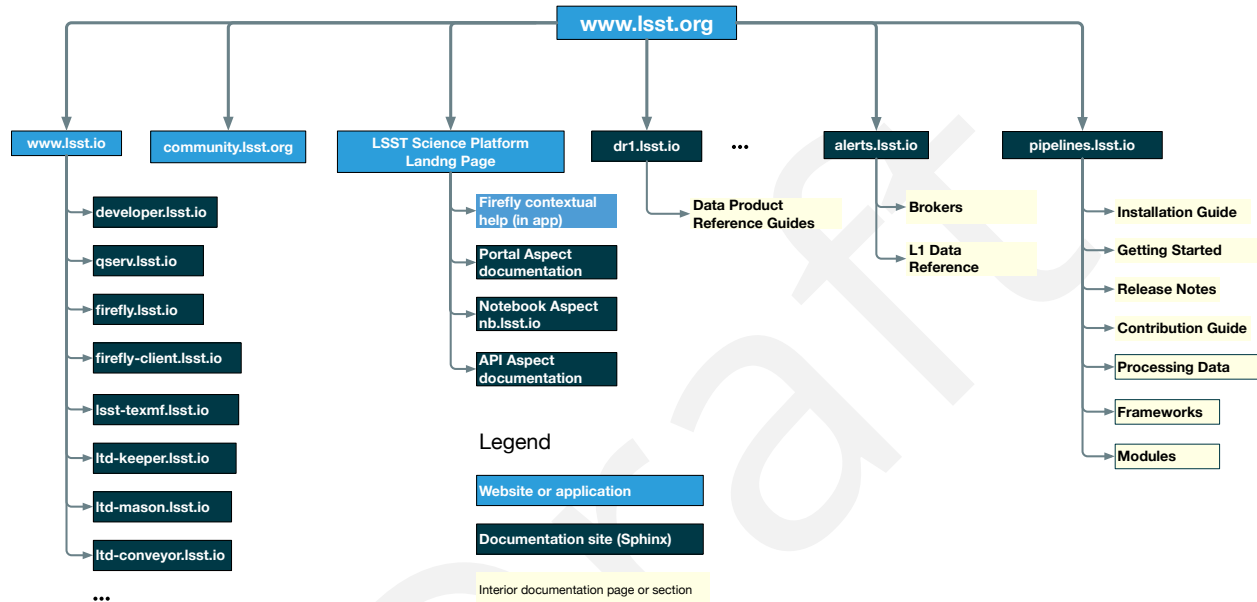 www.lsst.org
www.lsst.io
community.lsst.org
LSST Science Platform
Landng Page
dr1.lsst.io
...
alerts.lsst.io
pipelines.lsst.io
developer.lsst.io
qserv.lsst.io
firefly.lsst.io
firefly-client.lsst.io
lsst-texmf.lsst.io
ltd-keeper.lsst.io
ltd-mason.lsst.io
ltd-conveyor.lsst.io
...
Firefly contextual
help (in app)
Portal Aspect
documentation
Notebook Aspect
nb.lsst.io
API Aspect
documentation
Data Product
Reference Guides
Brokers
L1 Data
Reference
Installation Guide
Getting Started
Release Notes
Contribution Guide
Processing Data
Frameworks
Modules
Legend
Website or application
Documentation site (Sphinx)
Interior documentation page or section
Draft